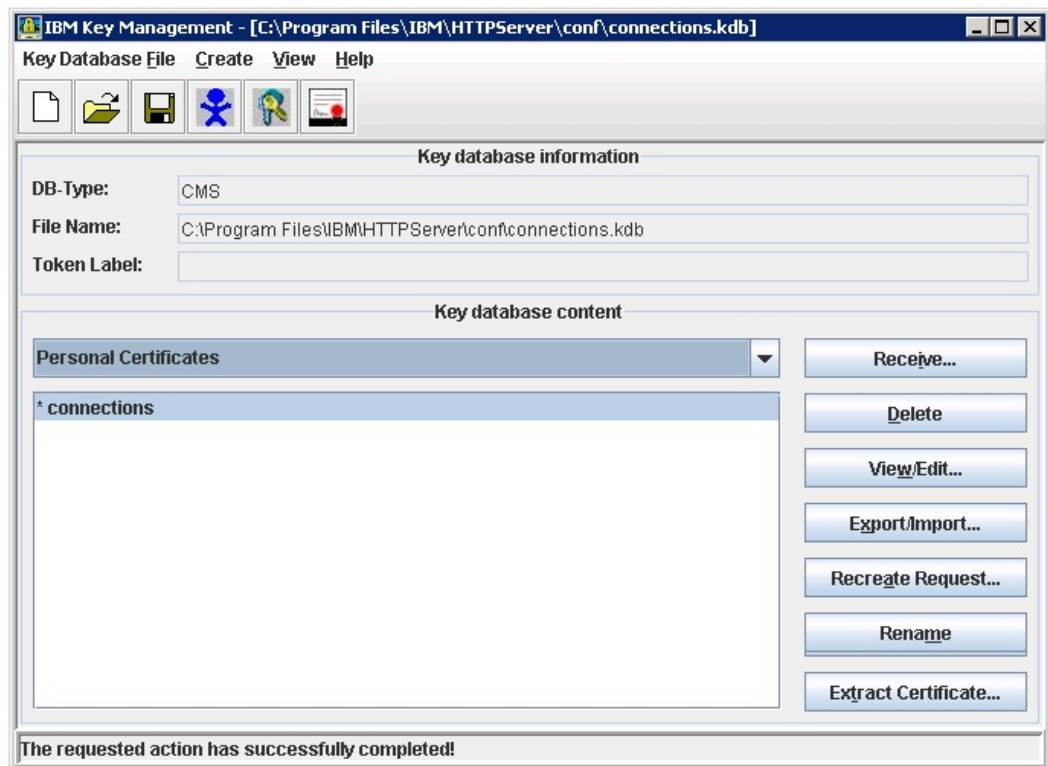 IBM Key Management - [C:\Program Files\IBM\HTTPServer\conf\connections.kdb]
Key Database File Create View Help
Key database information
DB-Type: CMS
File Name: C:\Program Files\IBM\HTTPServer\conf\connections.kdb
Token Label:
Key database content
Personal Certificates
Receive...
* connections
Delete
View/Edit...
Export/Import...
Recreate Request...
Rename
Extract Certificate...
The requested action has successfully completed!